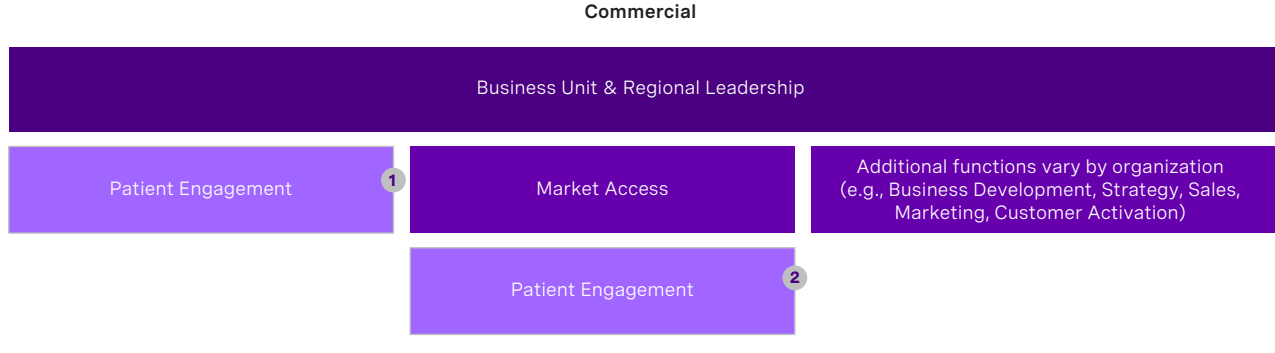 Commercial
Business Unit & Regional Leadership
Patient Engagement
1
Market Access
Additional functions vary by organization
(e.g., Business Development, Strategy, Sales,
Marketing, Customer Activation)
Patient Engagement
2